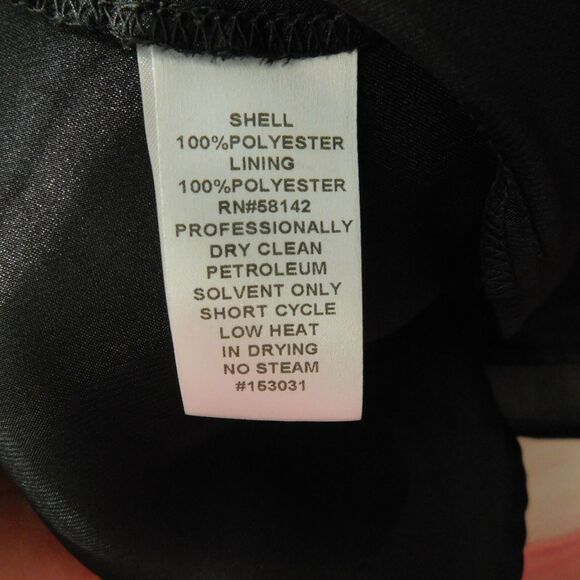 SHELL
100%POLYESTER
LINING
100%POLYESTER
RN#58142
PROFESSIONALLY
DRY CLEAN
PETROLEUM
SOLVENT ONLY
SHORT CYCLE
LOW HEAT
IN DRYING
NO STEAM
#153031